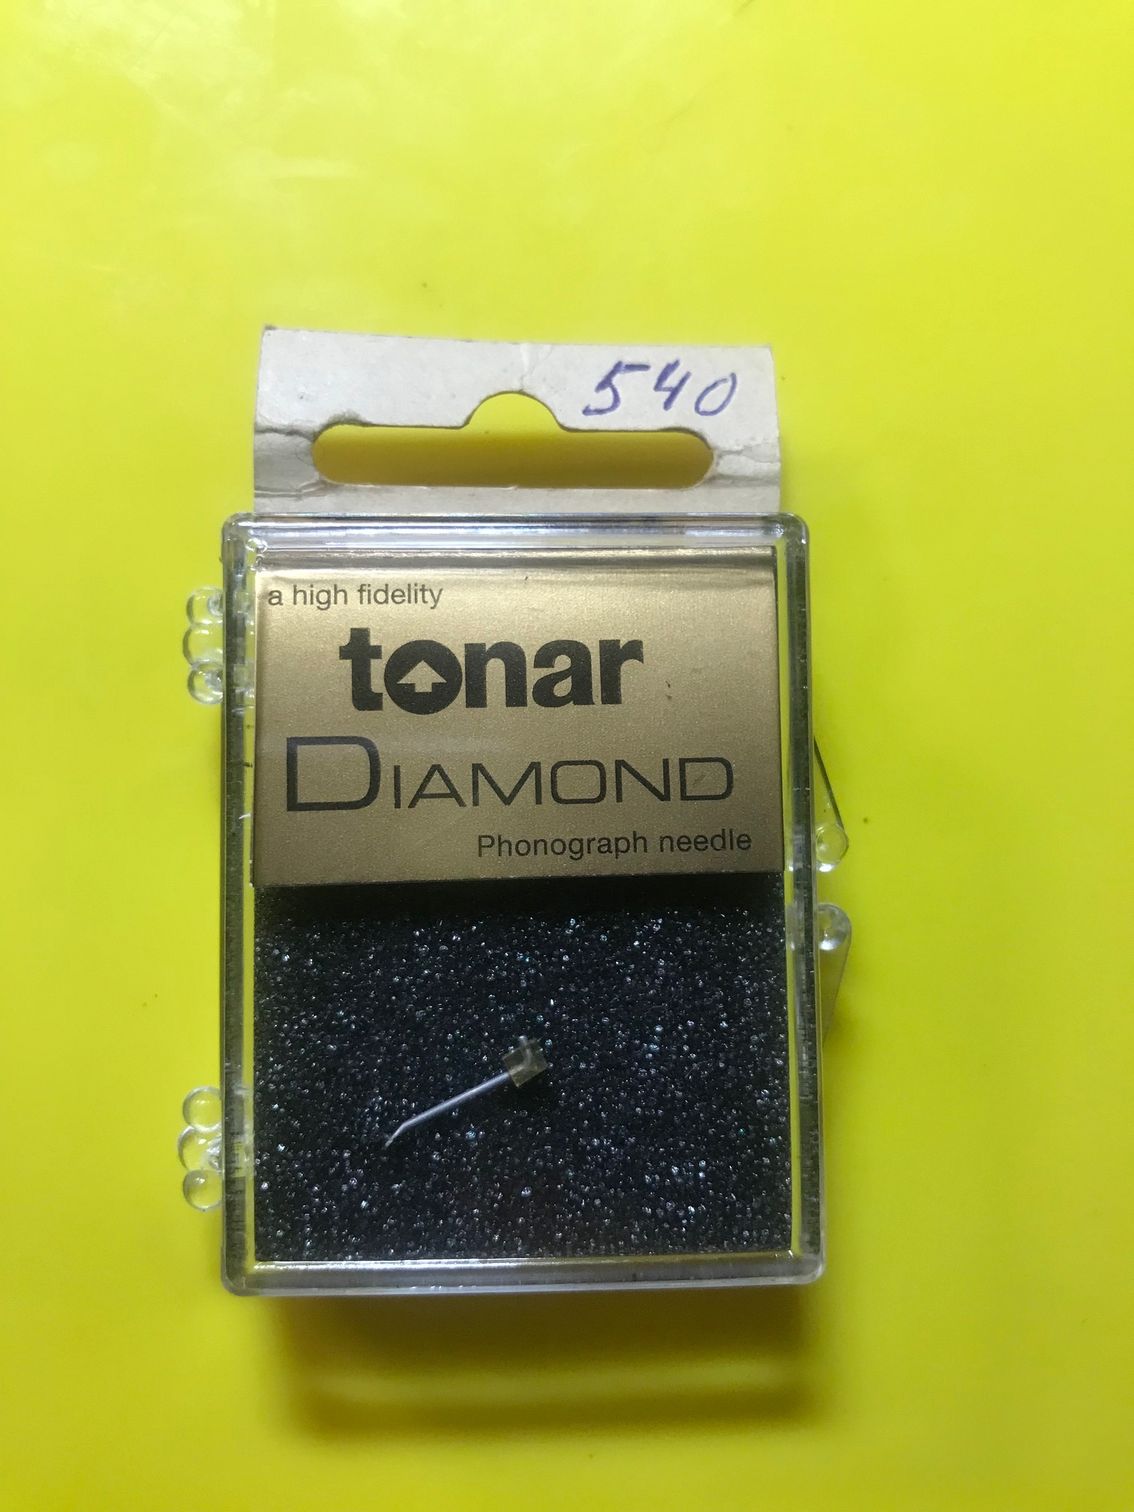 540
a high fidelity
tonar
DIAMOND
Phonograph needle